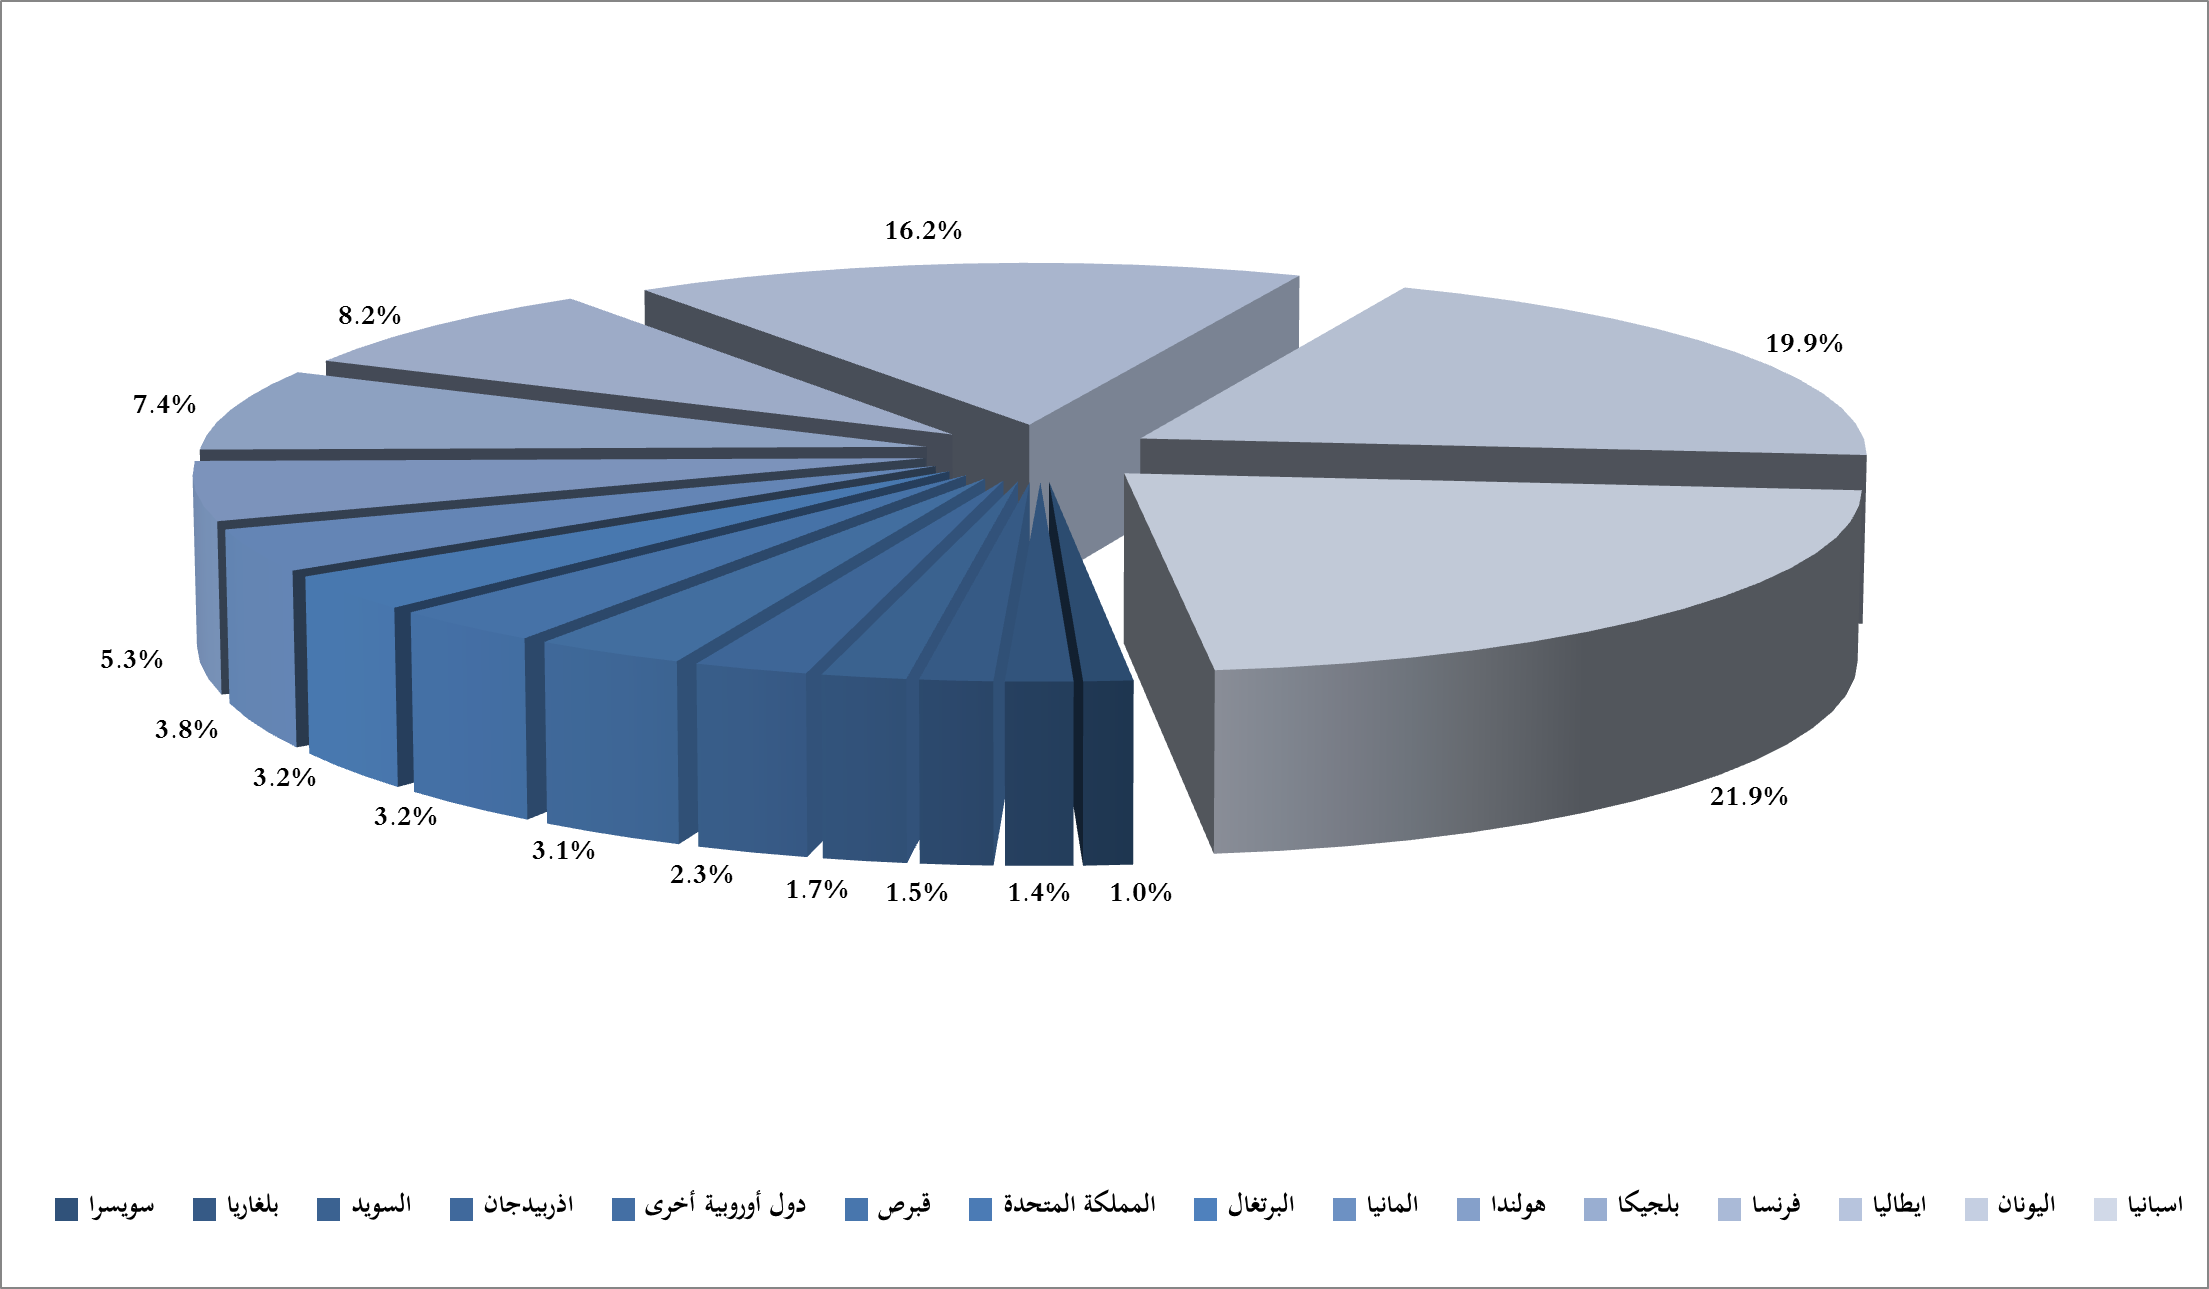 16.2%
8.2%
19.9%
7.4%
5.3%
3.8%
3.2%
21.9%
3.2%
3.1%
2.3%
1.7%
1.5%
1.4%
1.0%
اسبانيا
اليونان
ايطاليا
فرنسا
بلجيكا
هولندا
المانيا
البرتغال
المملكة المتحدة
قبرص
دول أوروبية أخرى
اذربيدجان
السويد
بلغاريا
سويسرا